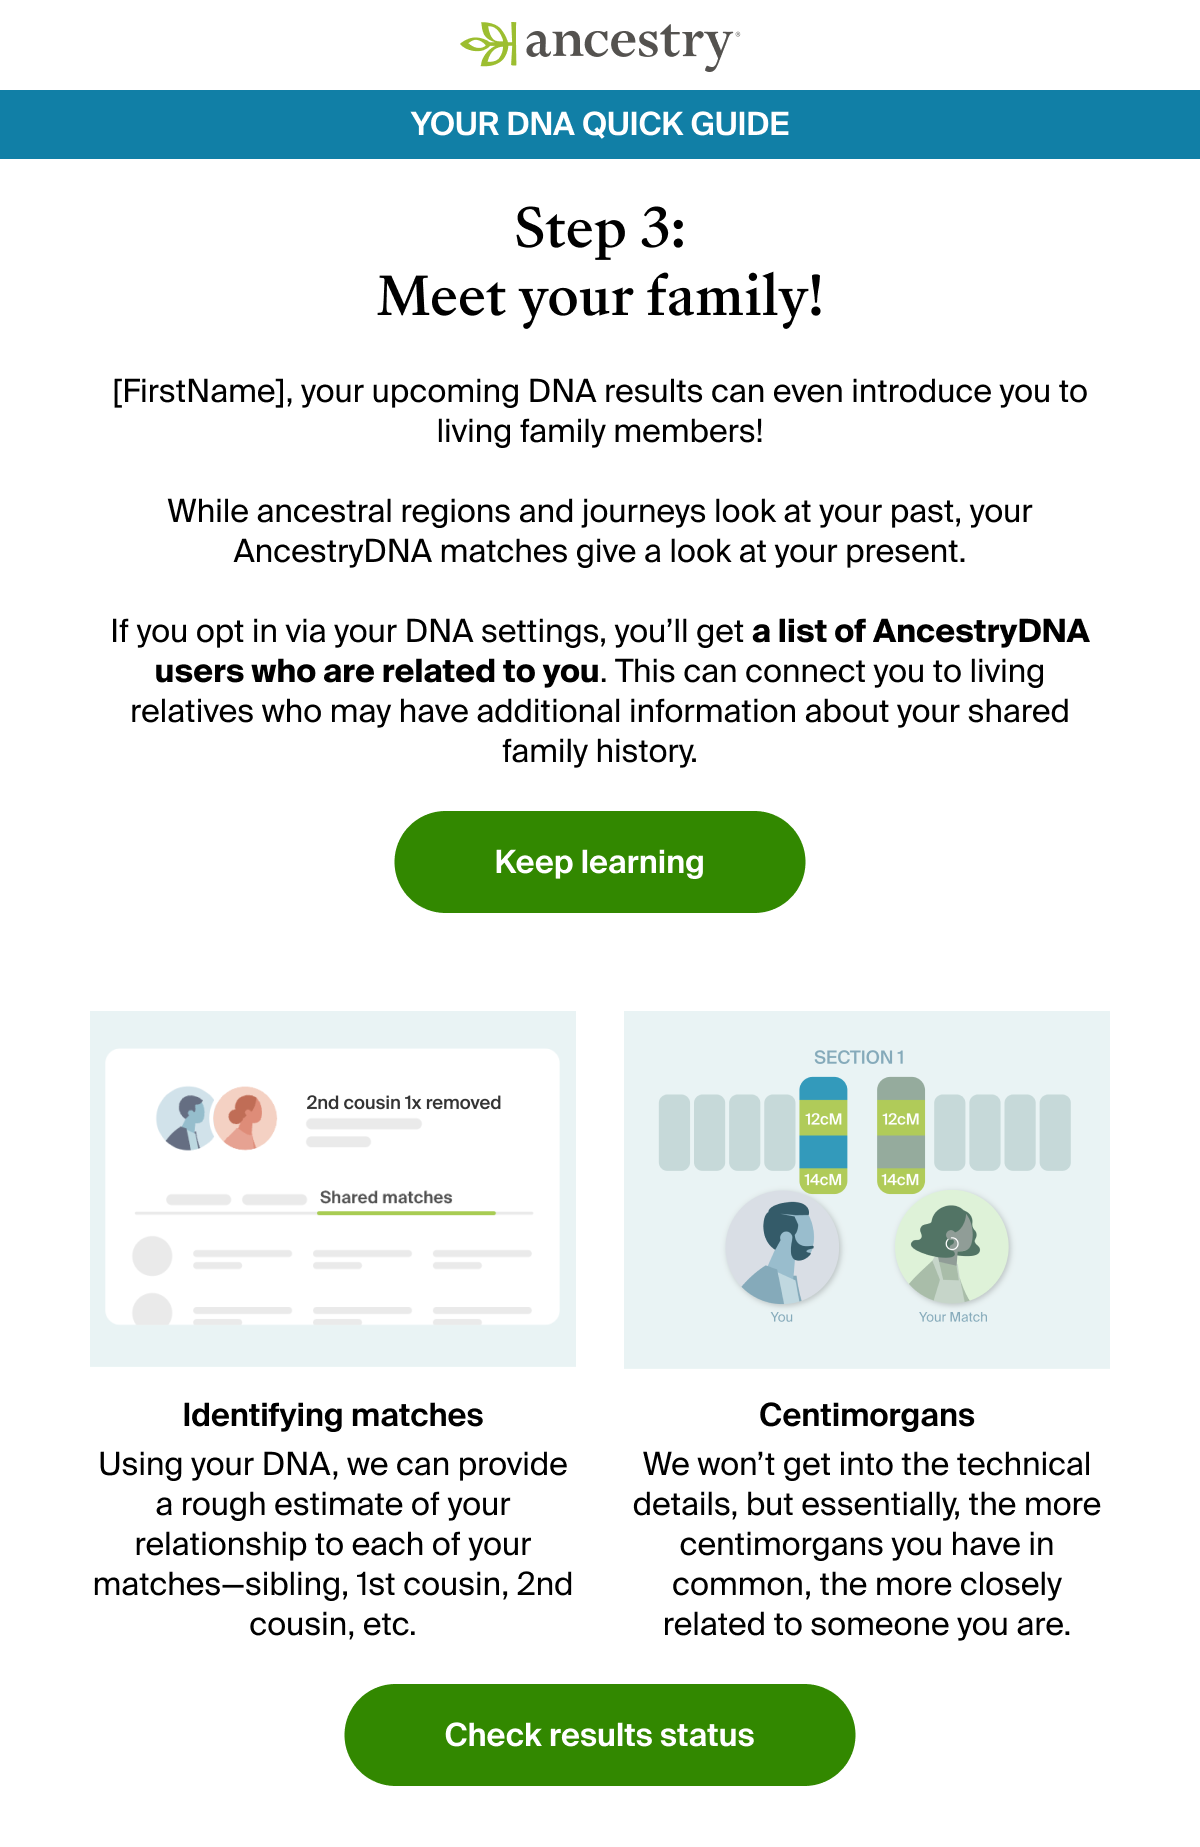 ancestry®
YOUR DNA QUICK GUIDE
Step 3:
Meet your family!
[FirstName], your upcoming DNA results can even introduce you to
living family members!
While ancestral regions and journeys look at your past, your
AncestryDNA matches give a look at your present.
If you opt in via your DNA settings, you’ll get a list of AncestryDNA
users who are related to you. This can connect you to living
relatives who may have additional information about your shared
family history.
Keep learning
2nd cousin 1x removed
Shared matches
SECTION 1
12cM 12cM
14cM 14cM
You Your Match
Identifying matches
Using your DNA, we can provide
a rough estimate of your
relationship to each of your
matches—sibling, 1st cousin, 2nd
cousin, etc.
Centimorgans
We won’t get into the technical
details, but essentially, the more
centimorgans you have in
common, the more closely
related to someone you are.
Check results status